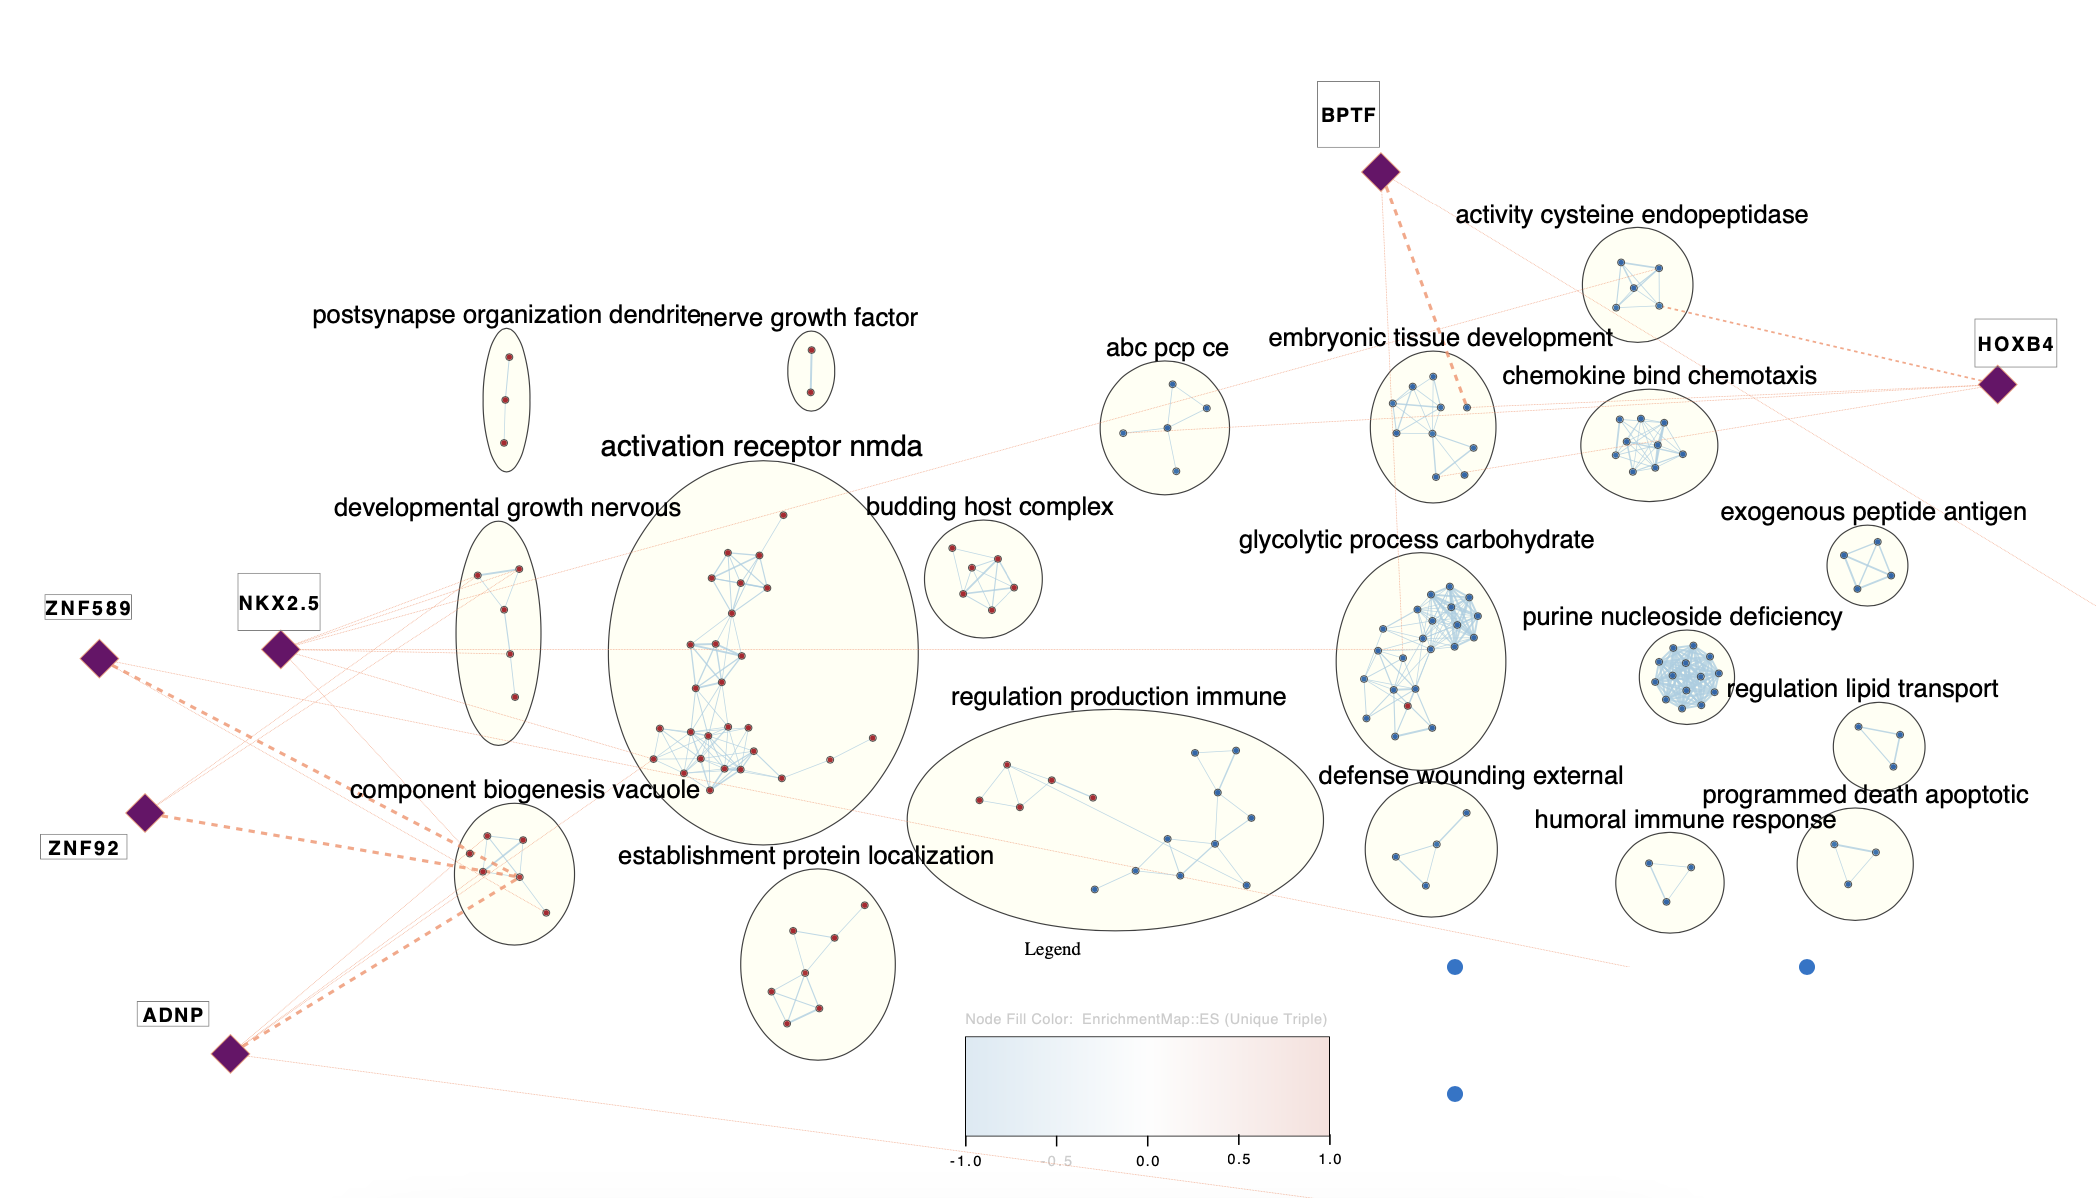 BPTF
activity cysteine endopeptidase
postsynapse organization dendrite
nerve growth factor
abc pcp ce
embryonic tissue development
HOXB4
chemokine bind chemotaxis
activation receptor nmda
developmental growth nervous
budding host complex
exogenous peptide antigen
glycolytic process carbohydrate
ZNF589
NKX2.5
purine nucleoside deficiency
regulation production immune
regulation lipid transport
defense wounding external
component biogenesis vacuole
programmed death apoptotic
humoral immune response
ZNF92
establishment protein localization
Legend
ADNP
Node Fill Color: EnrichmentMap::ES (Unique Triple)
-1.0 -0.5 0.0 0.5 1.0